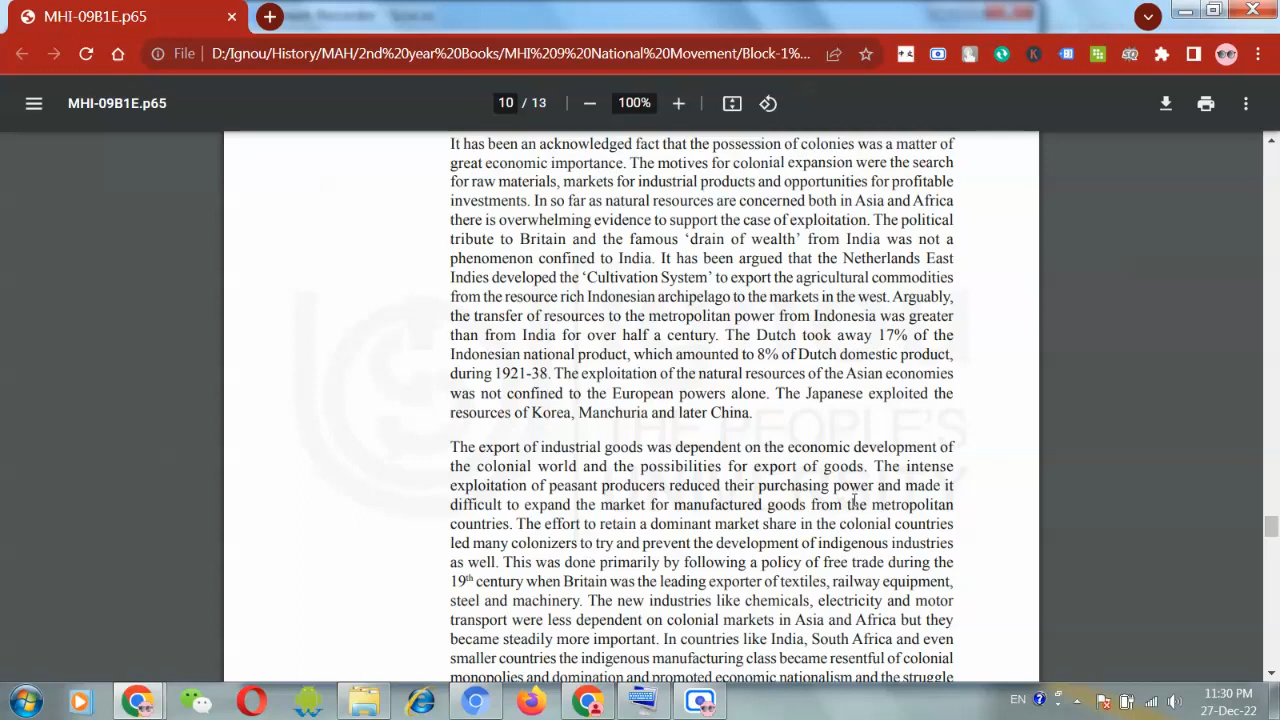 MHI-09B1E.p65
File
D:/Ignou/History/MAH/2nd%20year%20Books/MHI%209%20National%20Movement/Block-1%...
MHI-09B1E.p65
10 / 13
100%
It has been an acknowledged fact that the possession of colonies was a matter of
great economic importance. The motives for colonial expansion were the search
for raw materials, markets for industrial products and opportunities for profitable
investments. In so far as natural resources are concerned both in Asia and Africa
there is overwhelming evidence to support the case of exploitation. The political
tribute to Britain and the famous ‘drain of wealth’ from India was not a
phenomenon confined to India. It has been argued that the Netherlands East
Indies developed the ‘Cultivation System’ to export the agricultural commodities
from the resource rich Indonesian archipelago to the markets in the west. Arguably,
the transfer of resources to the metropolitan power from Indonesia was greater
than from India for over half a century. The Dutch took away 17% of the
Indonesian national product, which amounted to 8% of Dutch domestic product,
during 1921-38. The exploitation of the natural resources of the Asian economies
was not confined to the European powers alone. The Japanese exploited the
resources of Korea, Manchuria and later China.
THE PEOPLE'S
The export of industrial goods was dependent on the economic development of
the colonial world and the possibilities for export of goods. The intense
exploitation of peasant producers reduced their purchasing power and made it
difficult to expand the market for manufactured goods from the metropolitan
countries. The effort to retain a dominant market share in the colonial countries
led many colonizers to try and prevent the development of indigenous industries
as well. This was done primarily by following a policy of free trade during the
19th century when Britain was the leading exporter of textiles, railway equipment,
steel and machinery. The new industries like chemicals, electricity and motor
transport were less dependent on colonial markets in Asia and Africa but they
became steadily more important. In countries like India, South Africa and even
smaller countries the indigenous manufacturing class became resentful of colonial
monopolies and domination and promoted economic nationalism and the struggle
EN
11:30 PM
27-Dec-22